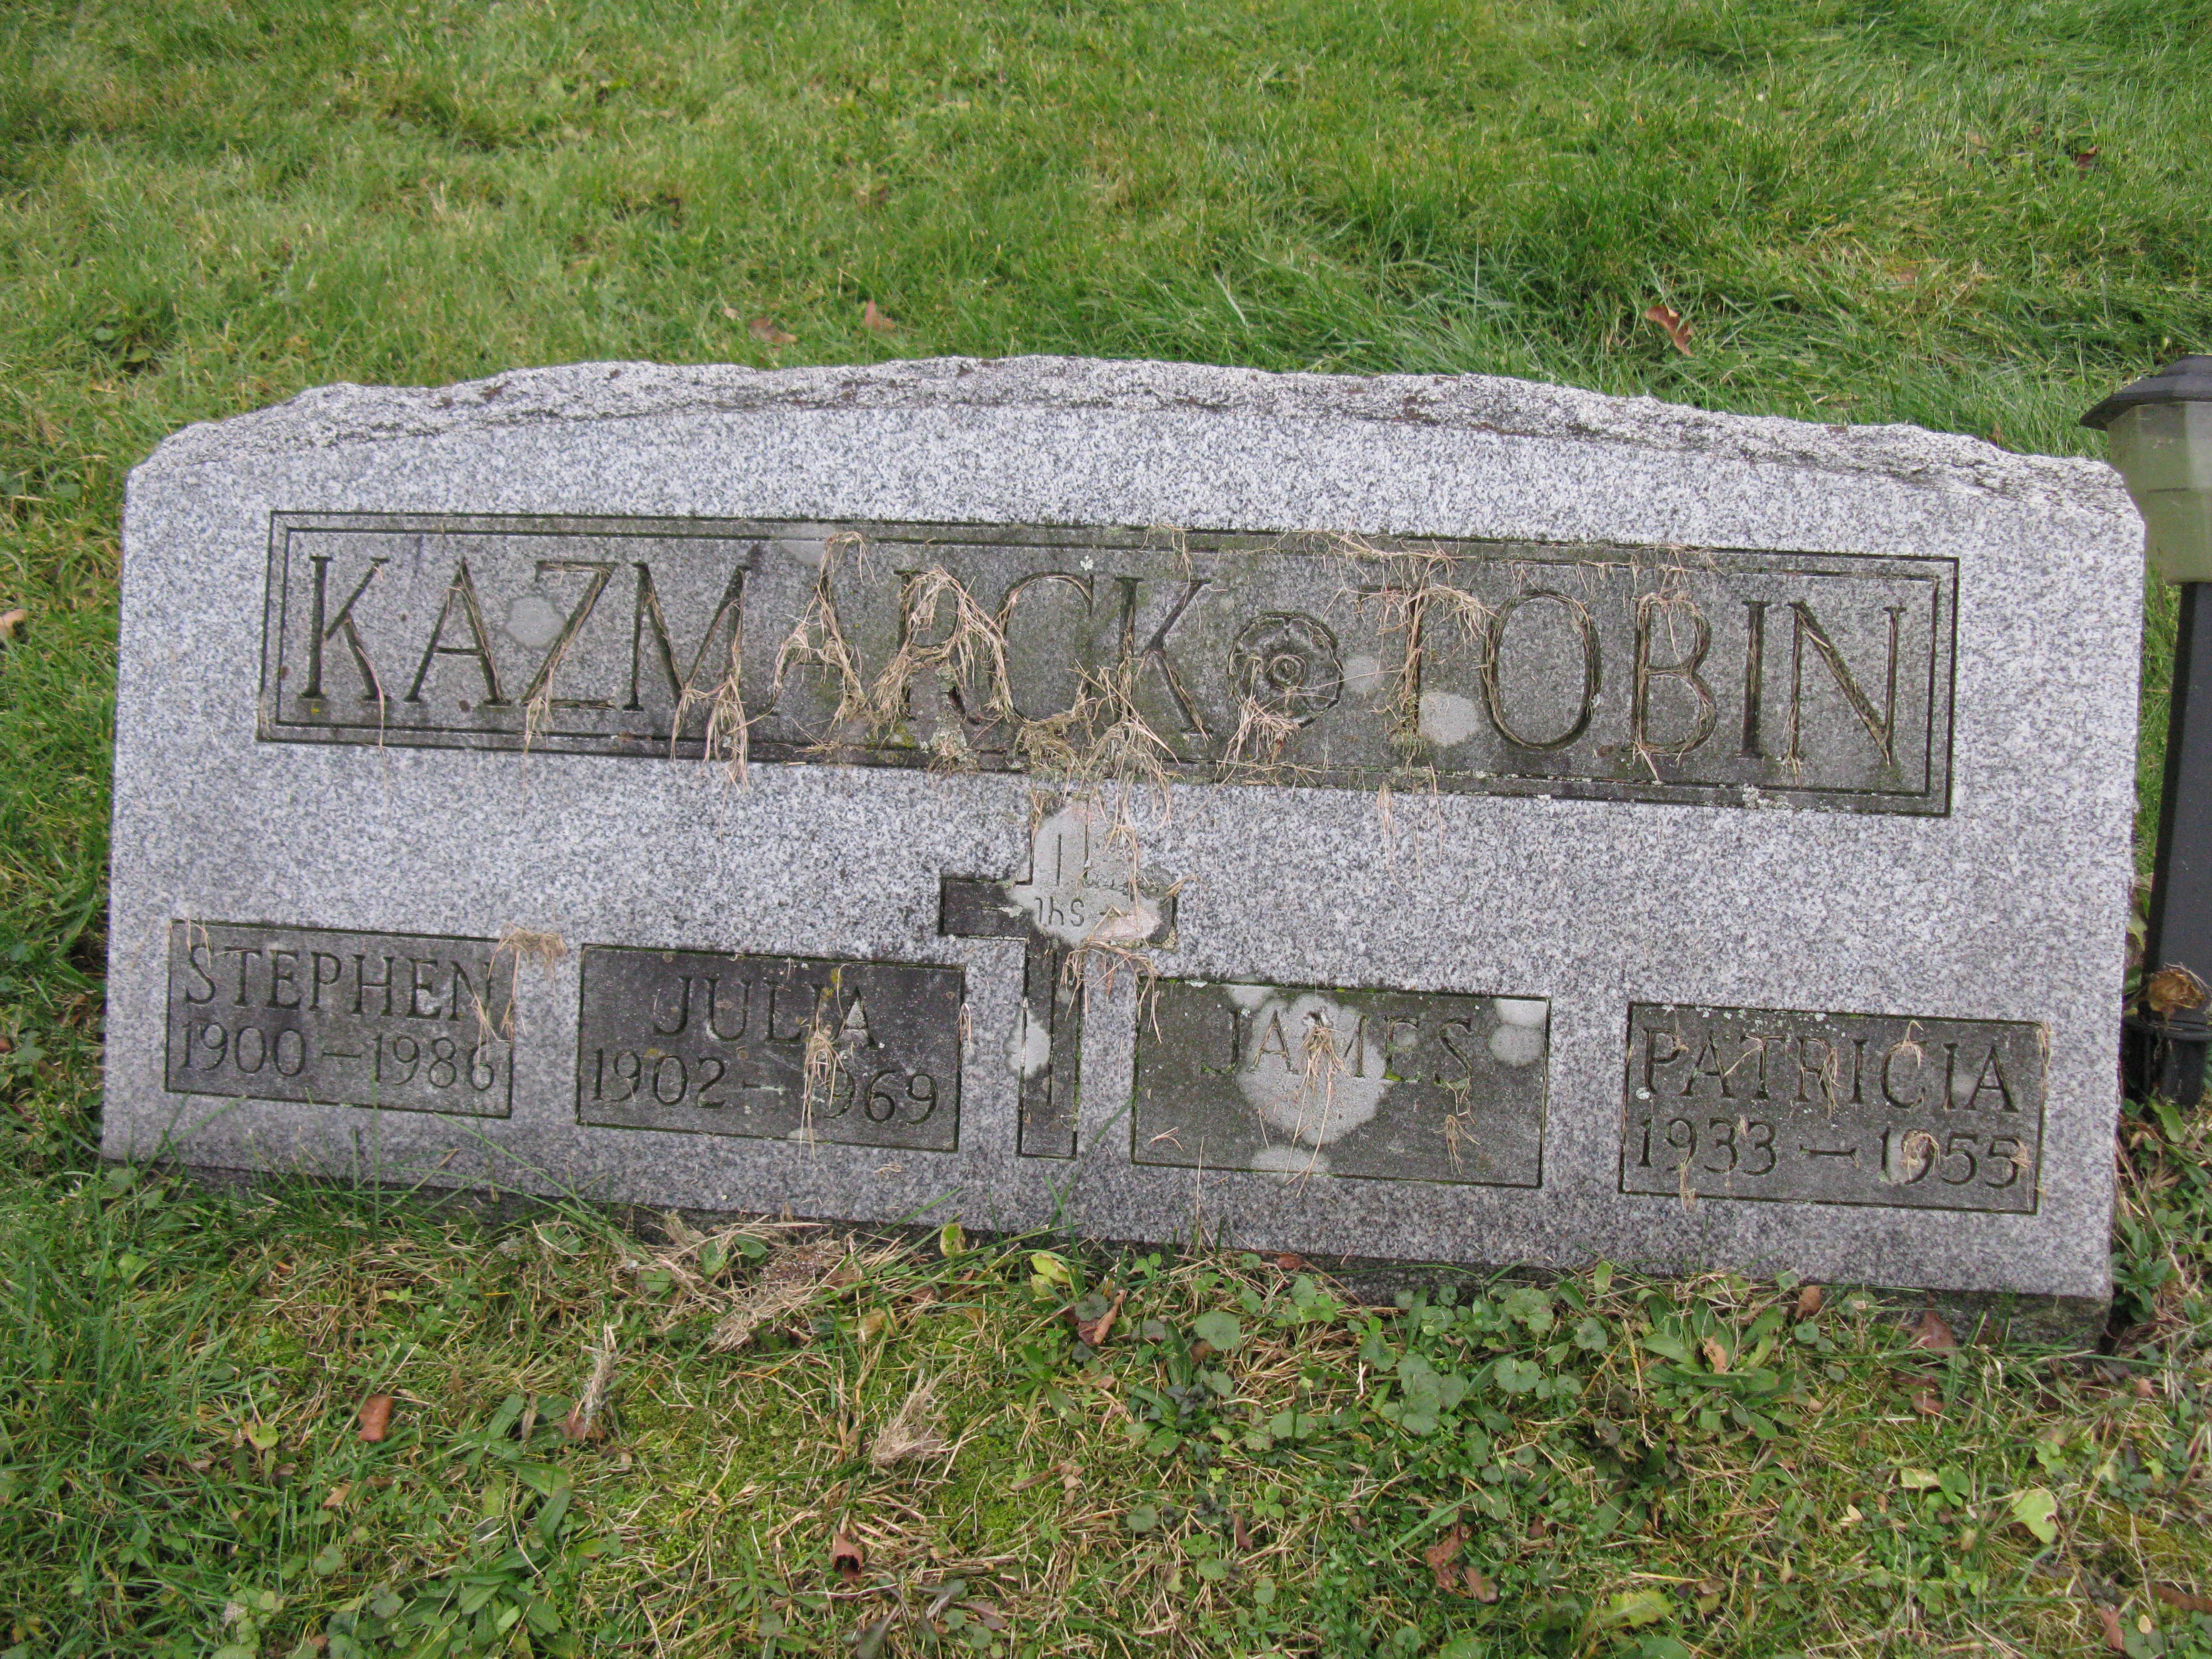 KAZMARCK TOBIN
IHS
STEPHEN
1900-1986
JULIA
1902-1969
JAMES
PATRICIA
1933-1955